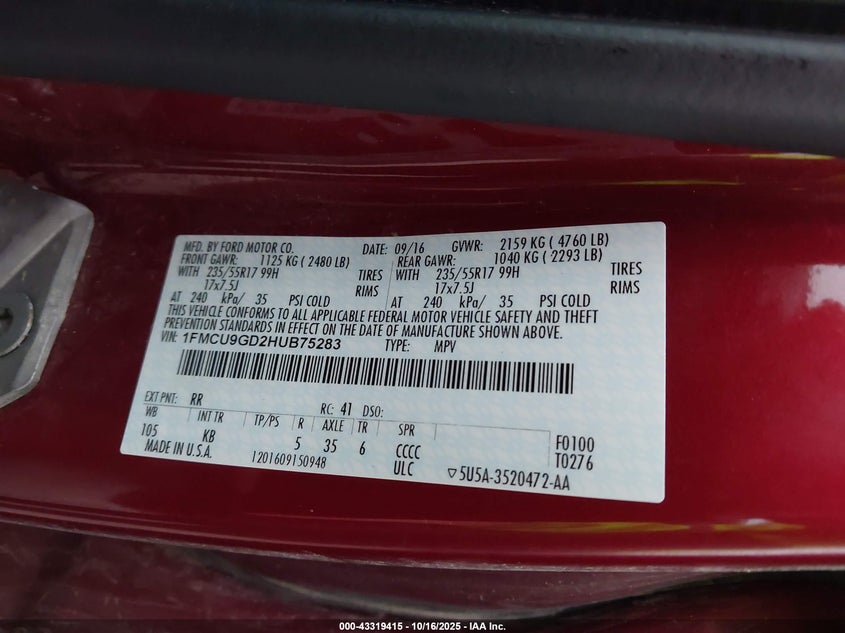 MFD. BY FORD MOTOR CO. DATE: 09/16 GVWR: 2159 KG ( 4760 LB)
FRONT GAWR: 1125 KG ( 2480 LB) REAR GAWR: 1040 KG ( 2293 LB)
WITH 235/55R17 99H TIRES WITH 235/55R17 99H TIRES
17x7.5J RIMS 17x7.5J RIMS
AT 240 kPa/ 35 PSI COLD AT 240 kPa/ 35 PSI COLD
THIS VEHICLE CONFORMS TO ALL APPLICABLE FEDERAL MOTOR VEHICLE SAFETY AND THEFT
PREVENTION STANDARDS IN EFFECT ON THE DATE OF MANUFACTURE SHOWN ABOVE.
VIN: 1FMCU9GD2HUB75283 TYPE: MPV
EXT PNT: RR RC: 41 DSO:
WB INT TR TP/PS R AXLE TR SPR F0100
105 KB 5 35 6 CCCC T0276
MADE IN U.S.A. 1201609150948 ULC ▽5U5A-3520472-AA
000-43319415 - 10/16/2025 - IAA Inc.